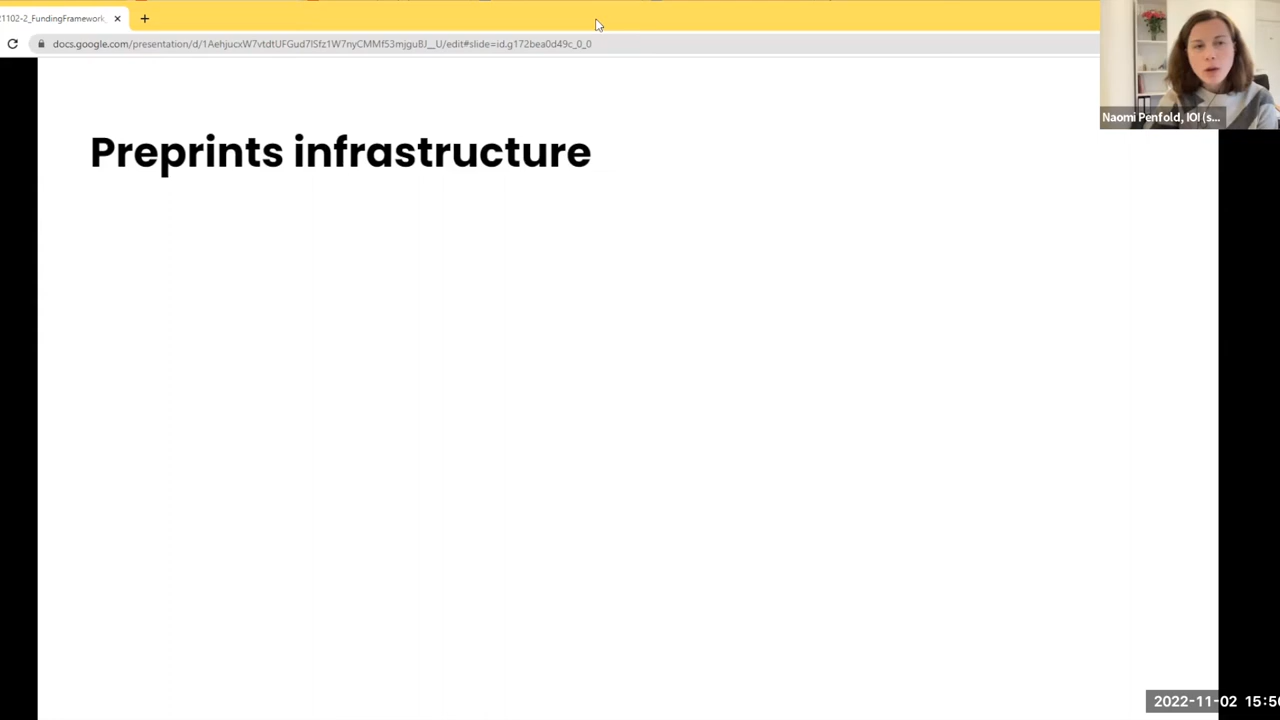 21102-2_FundingFramework
docs.google.com/presentation/d/1AehjucxW7vtdtUFGud7lSfz1W7nyCMMf53mjguBJ__U/edit#slide=id.g172bea0d49c_0_0
Naomi Penfold, IOI (s...
Preprints infrastructure
2022-11-02 15:50